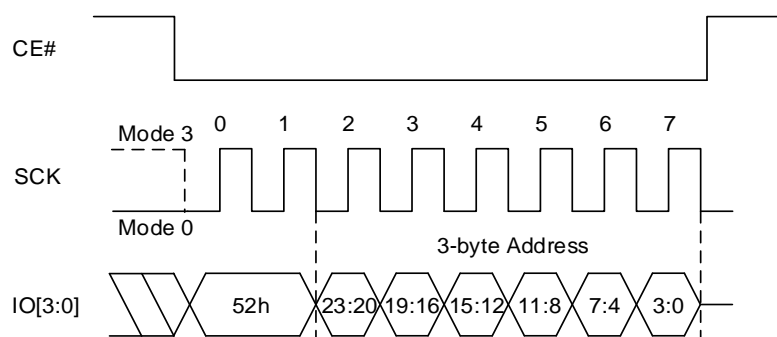 CE#
Mode 3 0 1 2 3 4 5 6 7
SCK
Mode 0
3-byte Address
IO[3:0] 52h 23:20 19:16 15:12 11:8 7:4 3:0